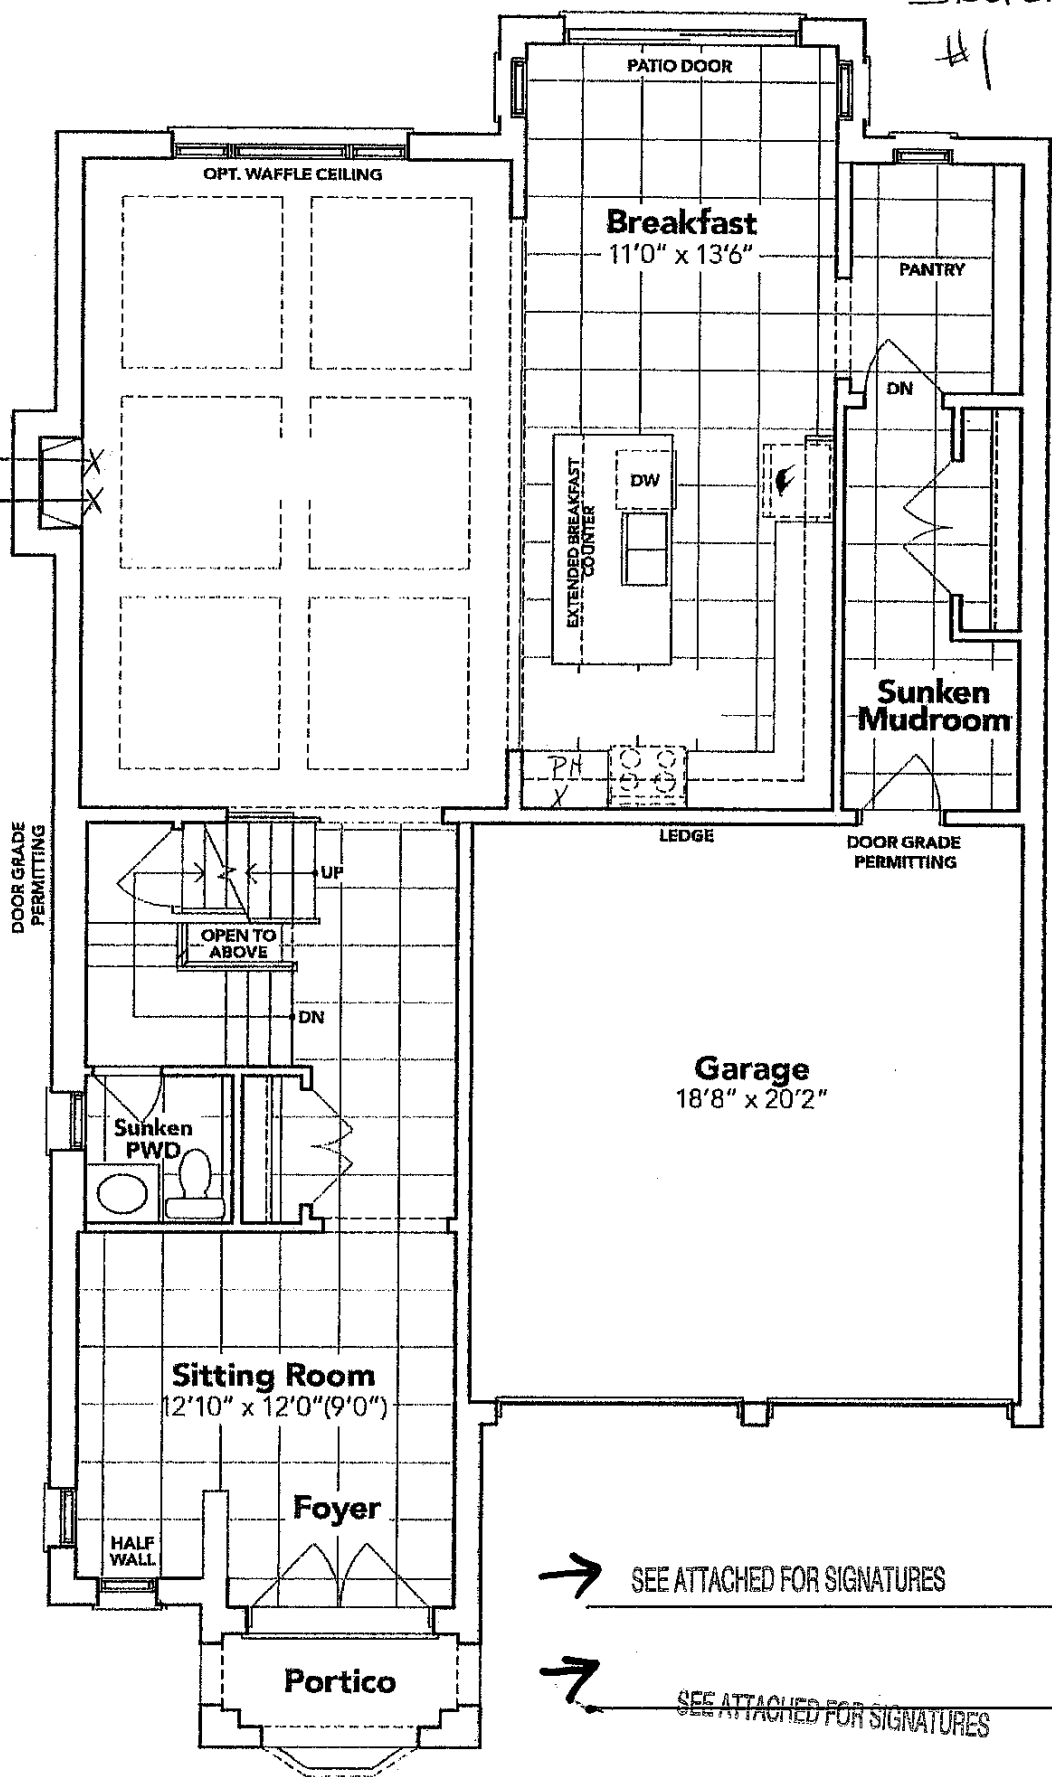 #1
PATIO DOOR
OPT. WAFFLE CEILING
Breakfast
11'0" x 13'6"
PANTRY
DN
DW
EXTENDED BREAKFAST
COUNTER
Sunken
Mudroom
PM
X
LEDGE
DOOR GRADE
PERMITTING
DOOR GRADE
PERMITTING
UP
OPEN TO
ABOVE
DN
Garage
18'8" x 20'2"
Sunken
PWD
Sitting Room
12'10" x 12'0"(9'0")
Foyer
HALF
WALL
SEE ATTACHED FOR SIGNATURES
Portico
SEE ATTACHED FOR SIGNATURES